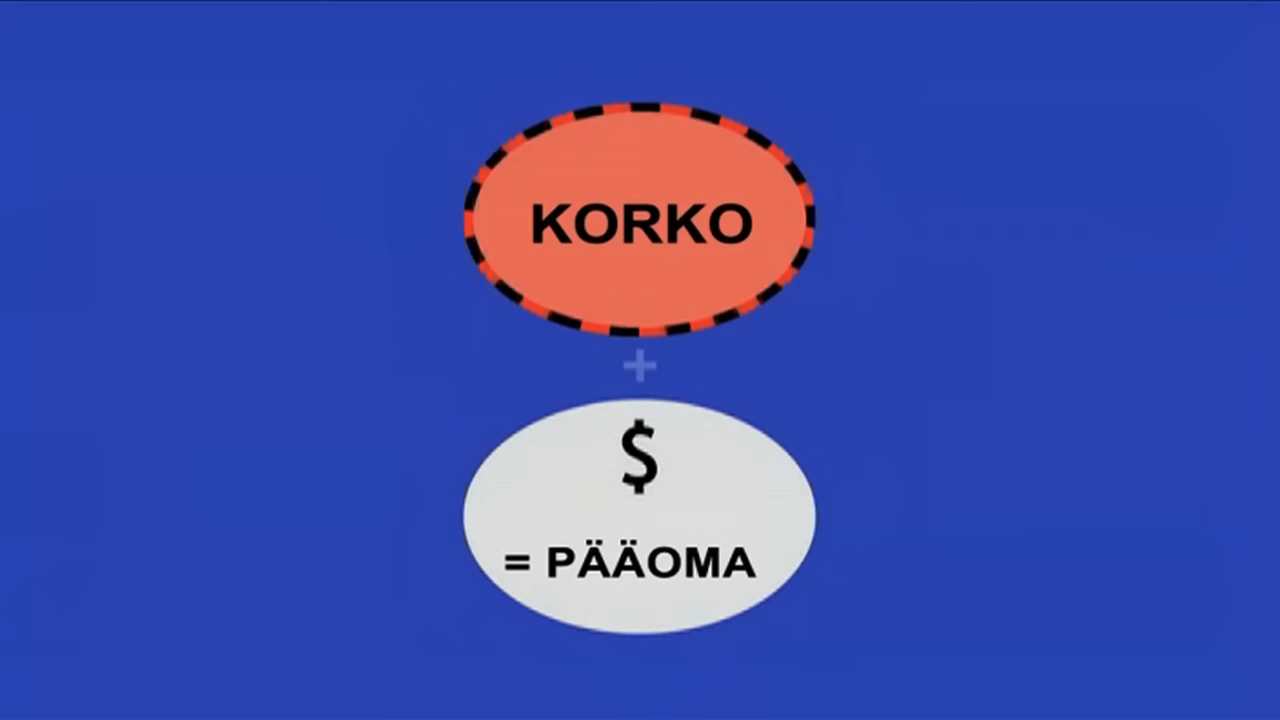 KORKO
+
$
= PÄÄOMA